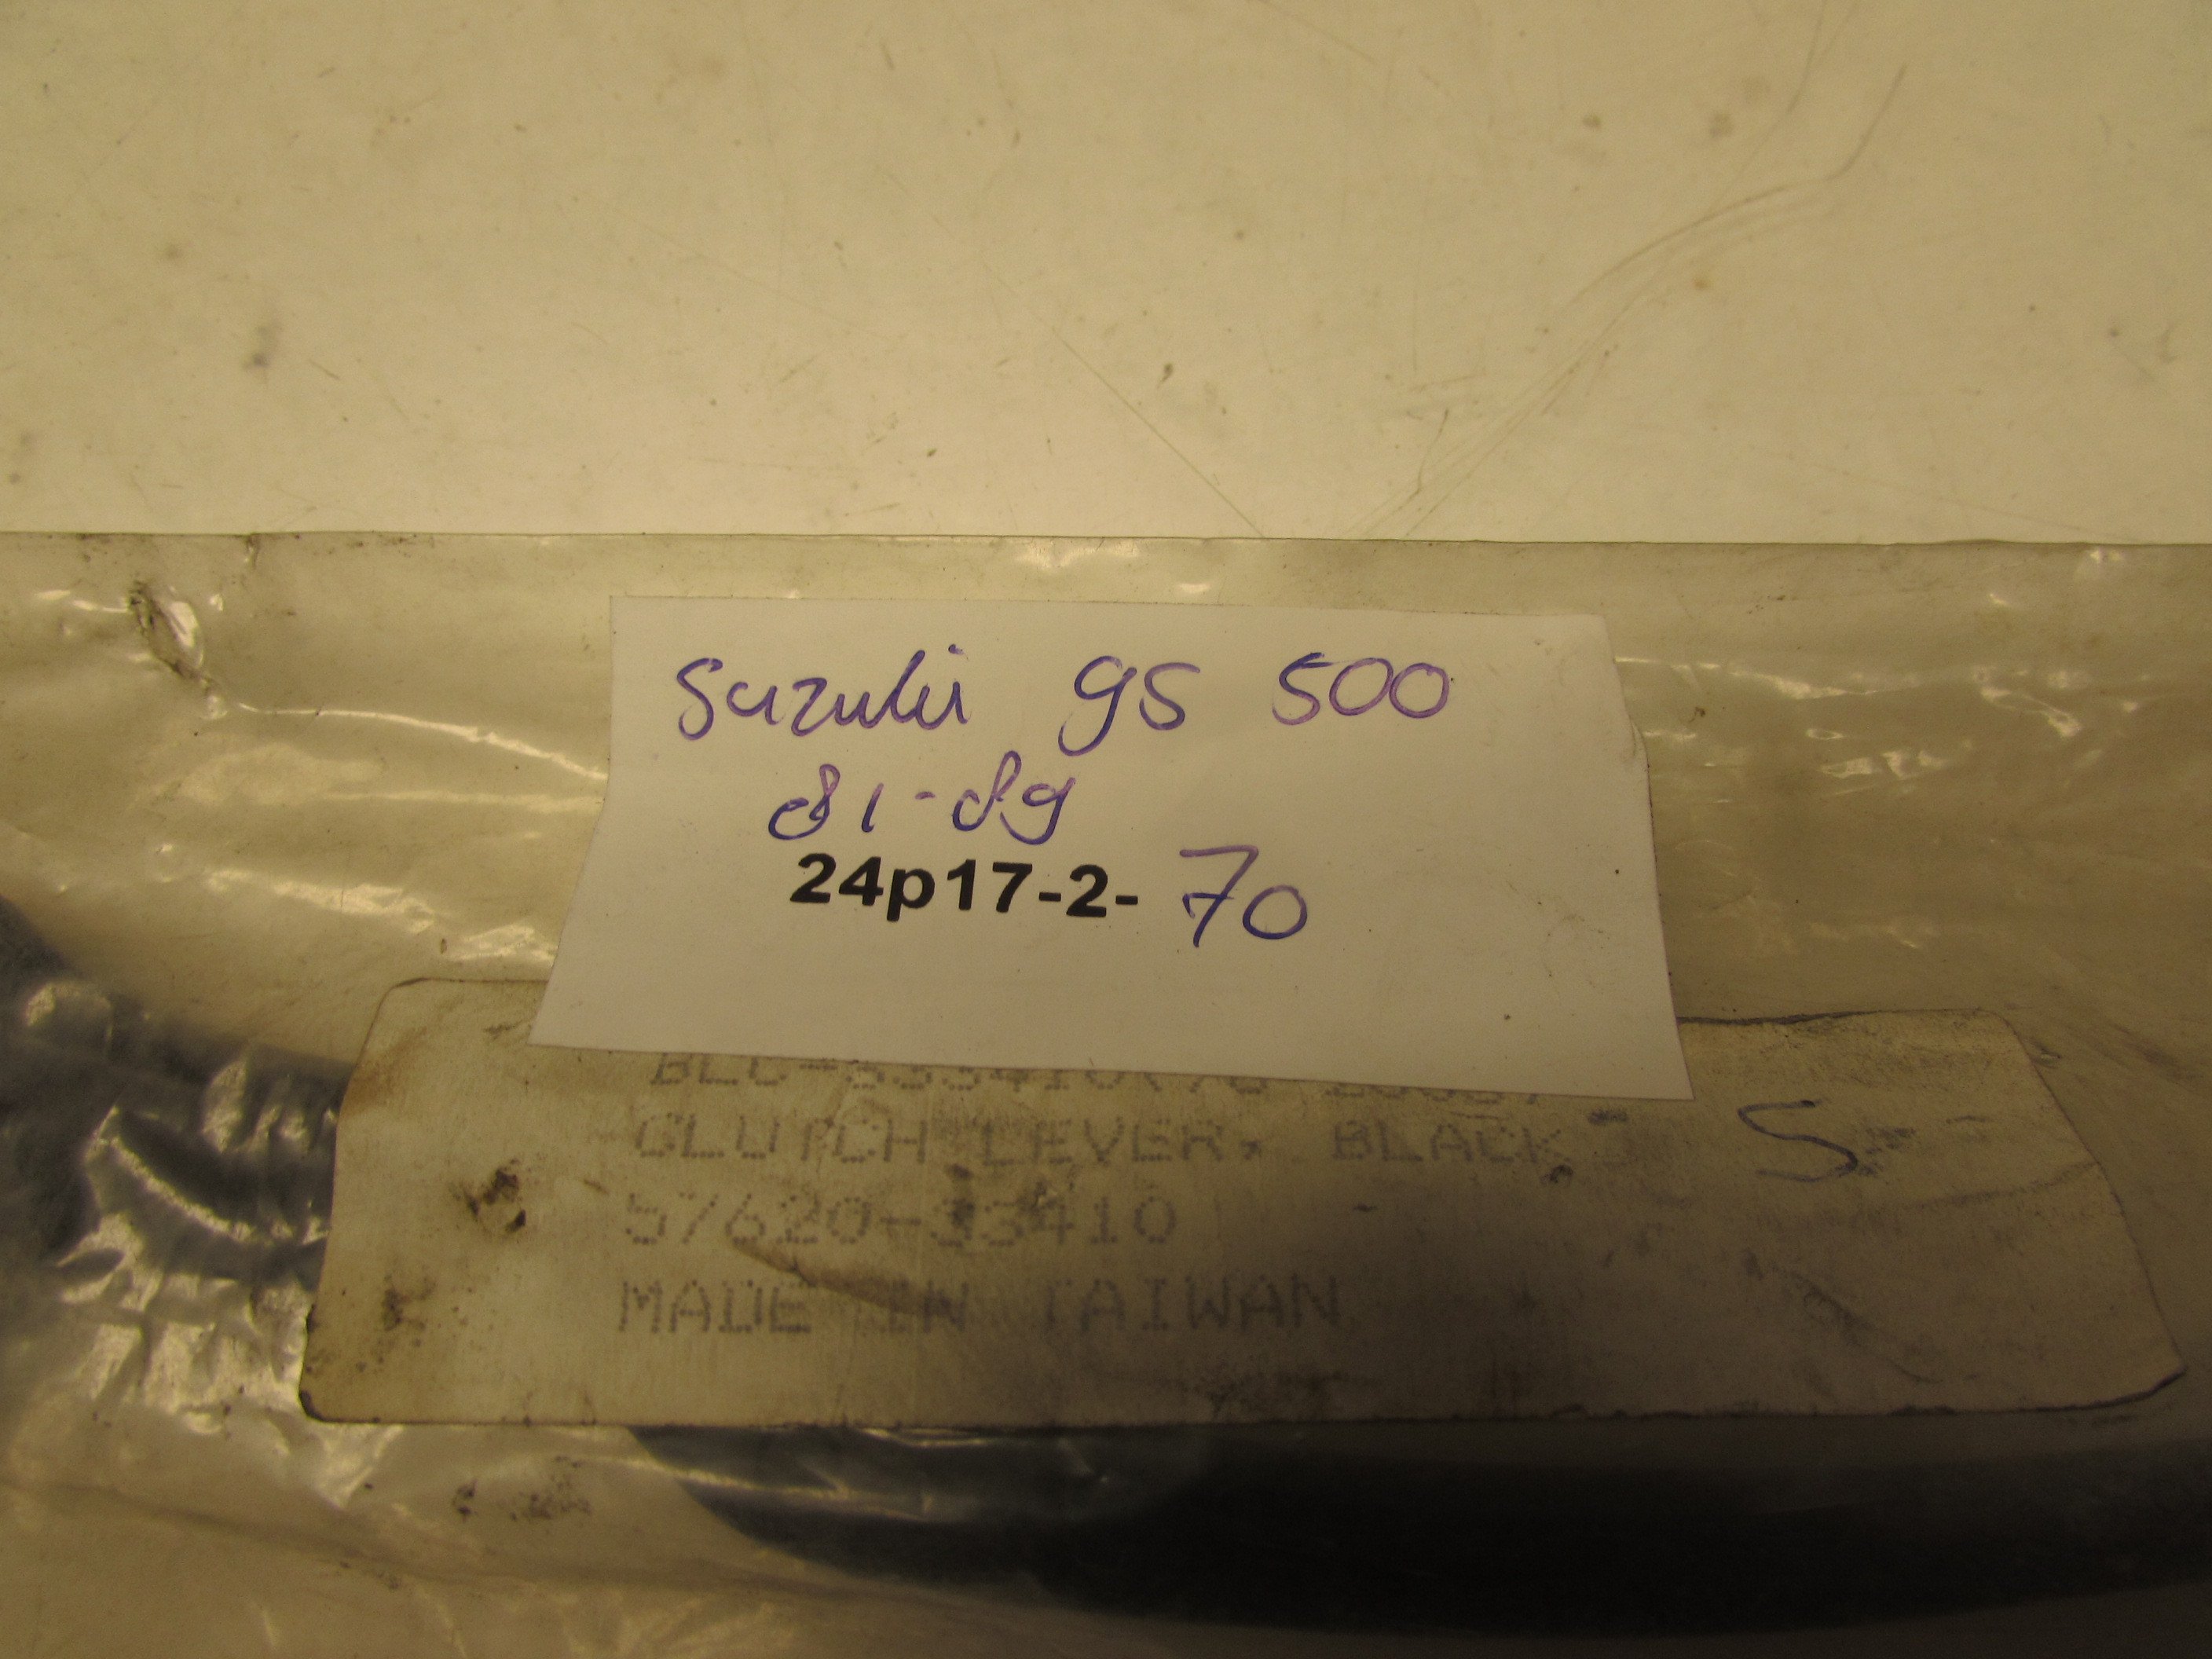 Suzuki gs 500
81-89
24p17-2-70
CLUTCH LEVER, BLACK S
57620-33410
MADE IN TAIWAN